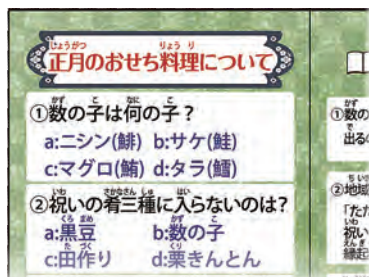 正月のおせち料理について
①数の子は何の子？
a:ニシン(鯡) b:サケ(鮭)
c:マグロ(鮪) d:タラ(鱈)
②祝いの肴三種に入らないのは?
a:黒豆 b:数の子
c:田作り d:栗きんとん
①数の
出る
②地域
「たた
祝い
縁起